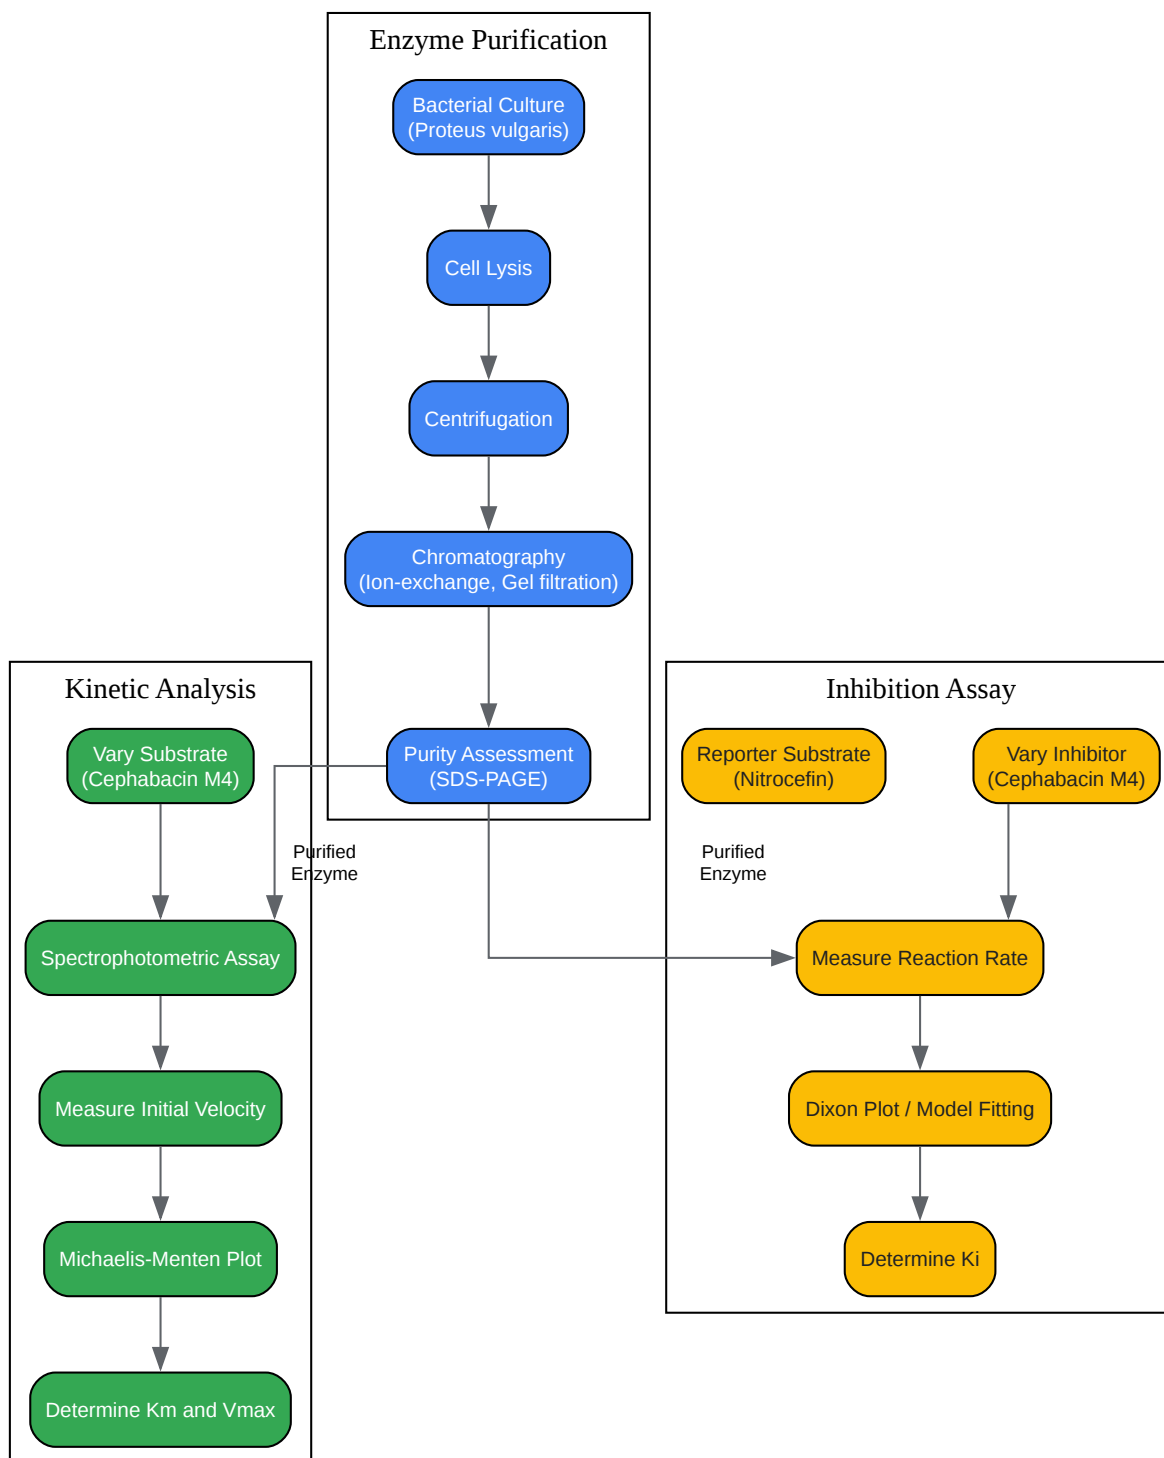 Enzyme Purification
Bacterial Culture
(Proteus vulgaris)
Cell Lysis
Centrifugation
Chromatography
(Ion-exchange, Gel filtration)
Purity Assessment
(SDS-PAGE)
Kinetic Analysis
Vary Substrate
(Cephabacin M4)
Purified
Enzyme
Spectrophotometric Assay
Measure Initial Velocity
Michaelis-Menten Plot
Determine Km and Vmax
Inhibition Assay
Reporter Substrate
(Nitrocefin)
Vary Inhibitor
(Cephabacin M4)
Purified
Enzyme
Measure Reaction Rate
Dixon Plot / Model Fitting
Determine Ki